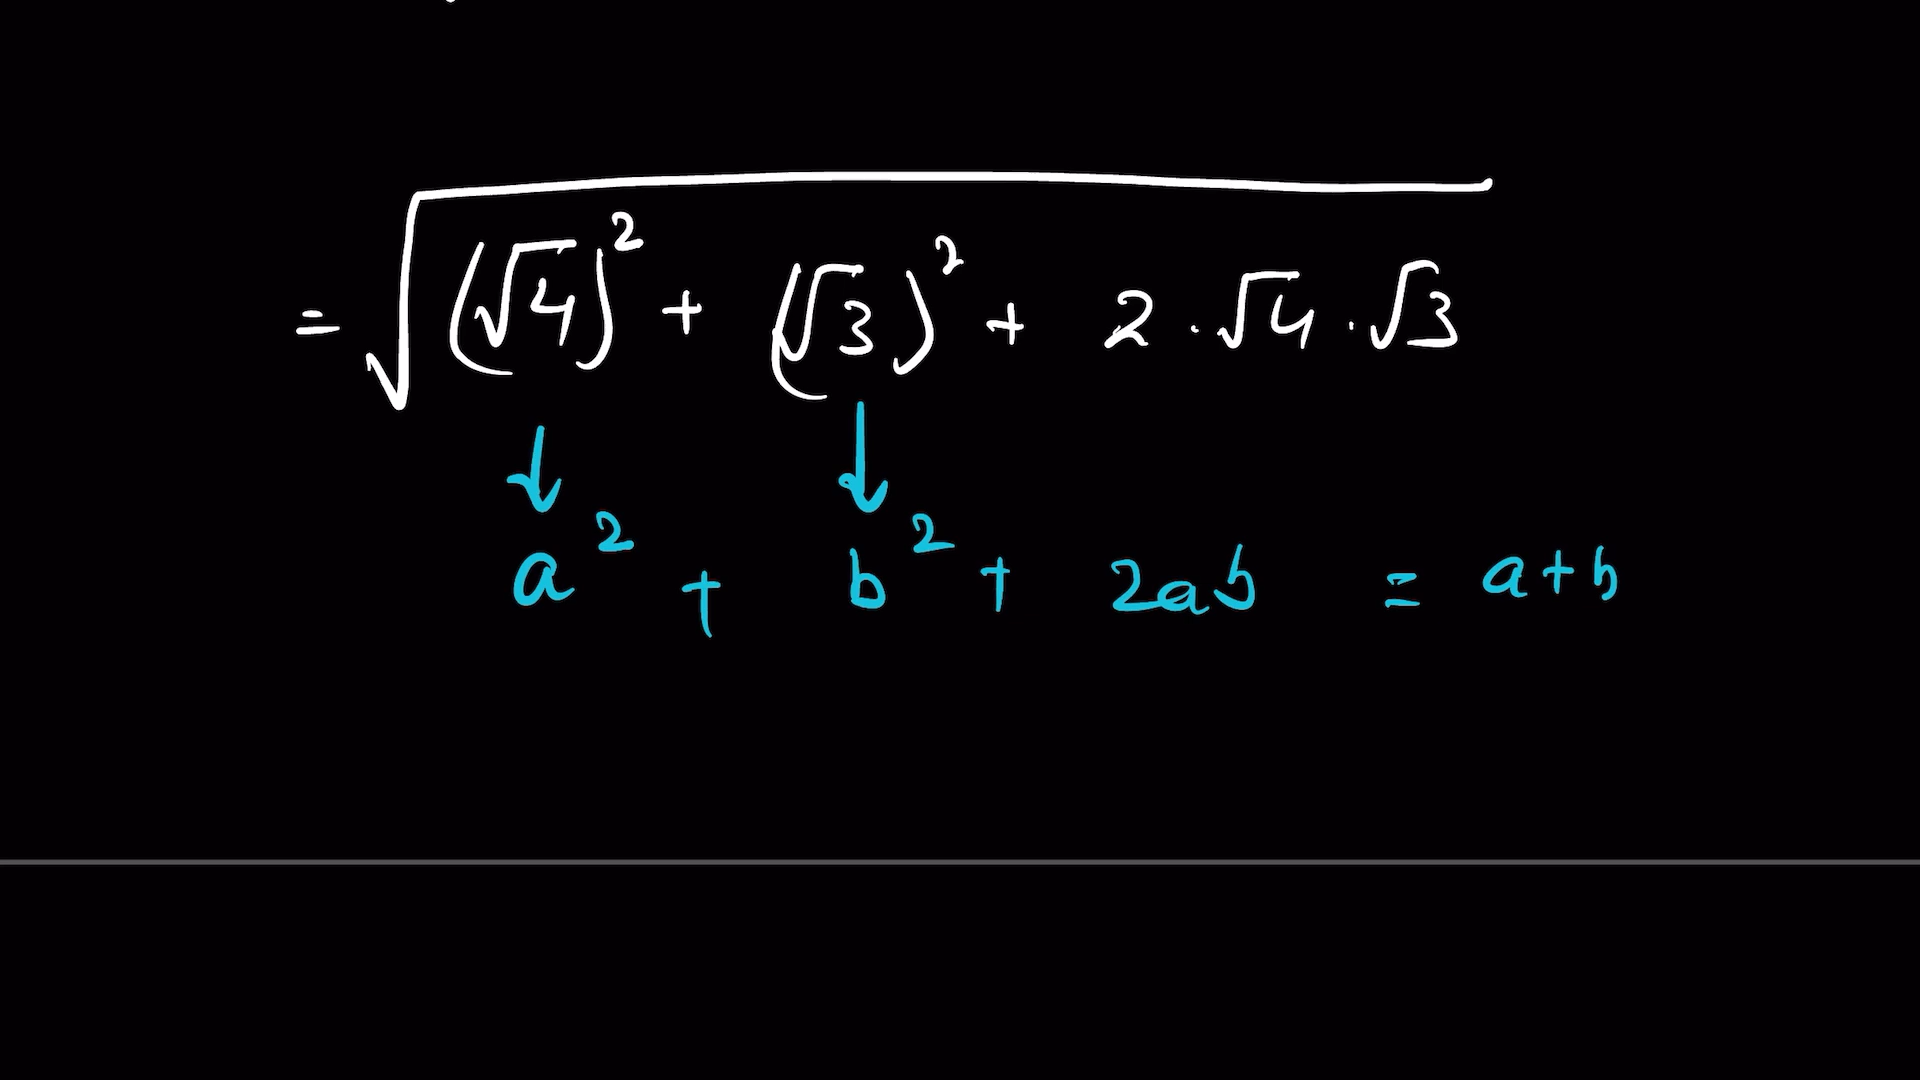 = √((√4)² + (√3)² + 2 · √4 · √3)
↓ ↓
a² + b² + 2ab = a+b